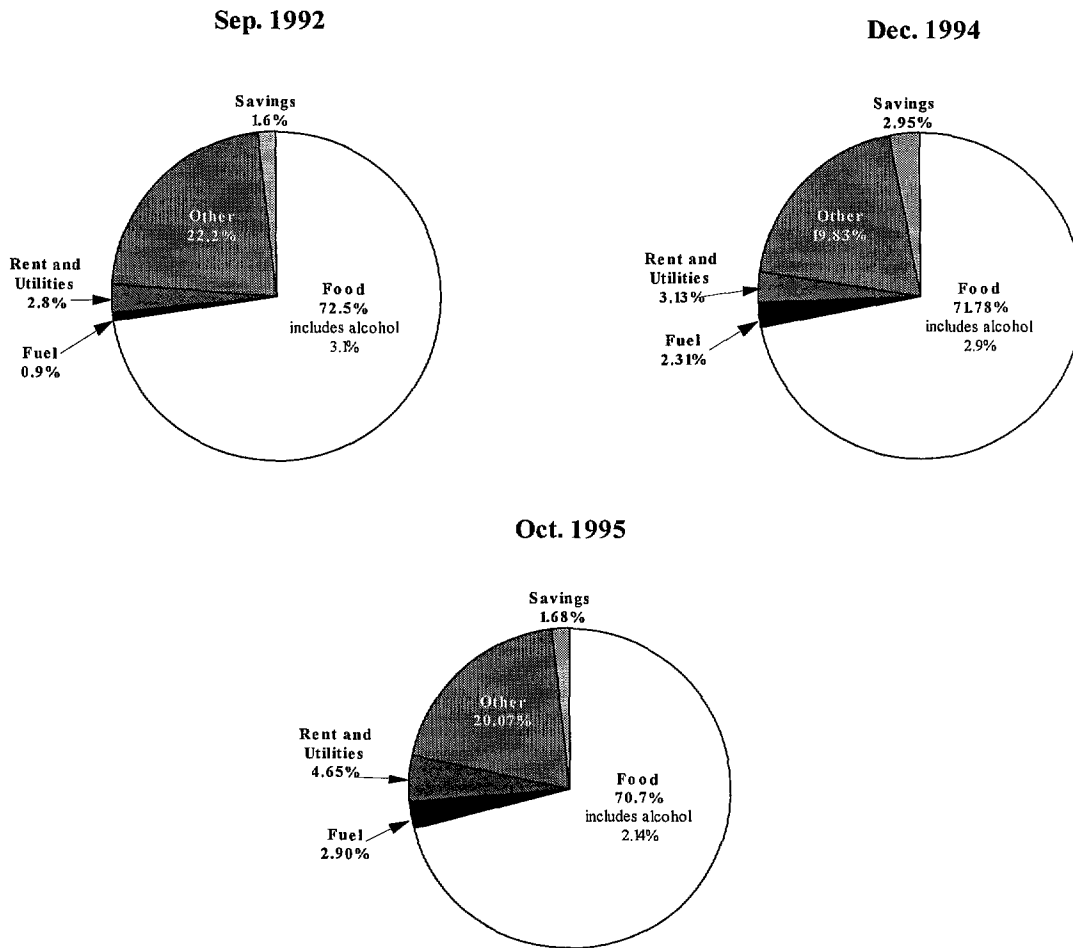 Sep. 1992
Savings
1.6%
Other
22.2%
Rent and
Utilities
2.8%
Fuel
0.9%
Food
72.5%
includes alcohol
3.1%
Dec. 1994
Savings
2.95%
Other
19.83%
Rent and
Utilities
3.13%
Fuel
2.31%
Food
71.78%
includes alcohol
2.9%
Oct. 1995
Savings
1.68%
Other
20.07%
Rent and
Utilities
4.65%
Fuel
2.90%
Food
70.7%
includes alcohol
2.14%